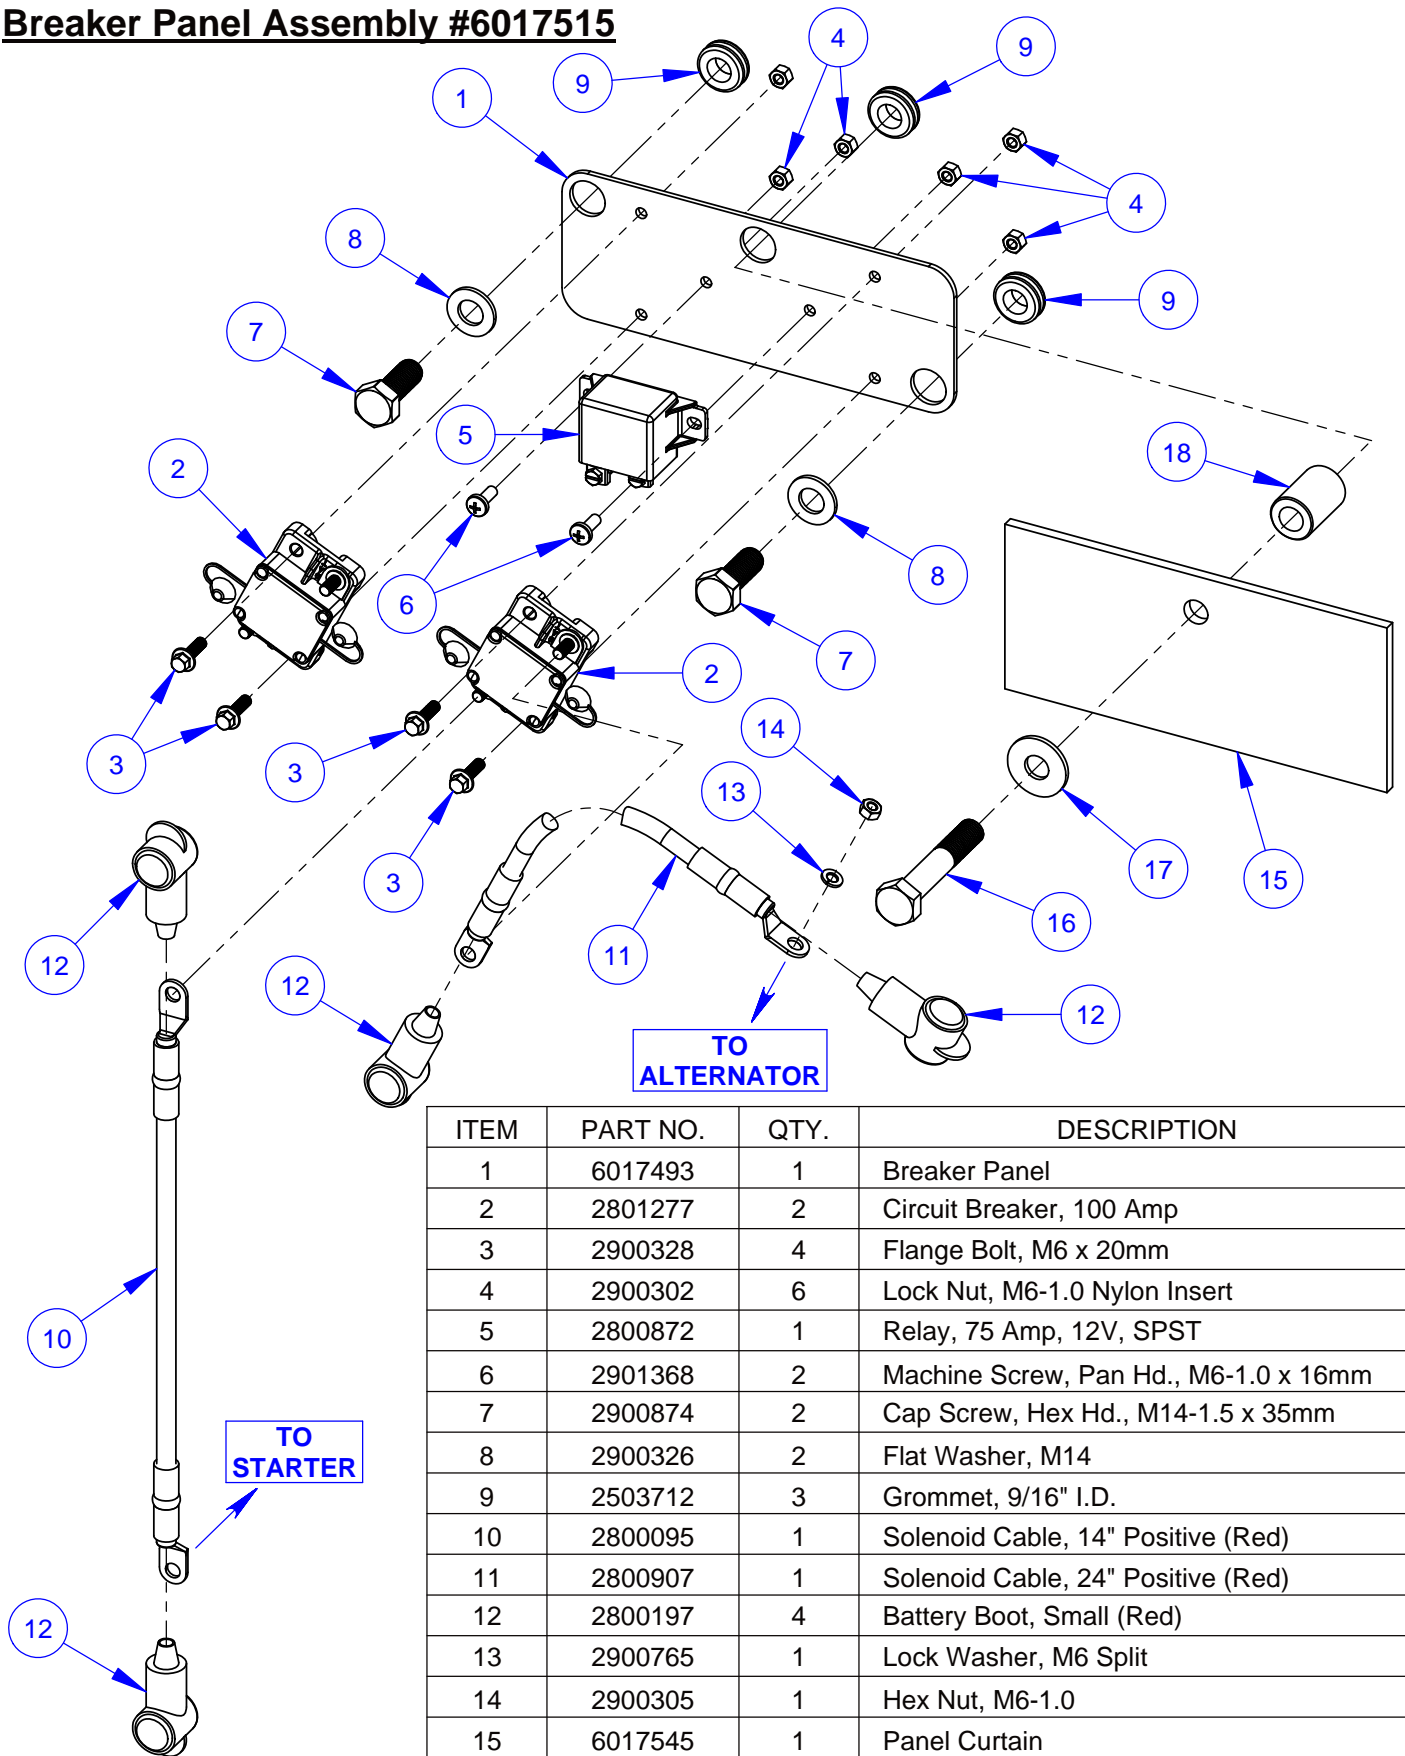 Breaker Panel Assembly #6017515
4
9
9
1
4
8
9
7
5
18
2
8
6
7
2
14
3
3
13
17
15
3
16
12
11
12
12
TO
ALTERNATOR
10
TO
STARTER
12
ITEM PART NO. QTY. DESCRIPTION
1 6017493 1 Breaker Panel
2 2801277 2 Circuit Breaker, 100 Amp
3 2900328 4 Flange Bolt, M6 x 20mm
4 2900302 6 Lock Nut, M6-1.0 Nylon Insert
5 2800872 1 Relay, 75 Amp, 12V, SPST
6 2901368 2 Machine Screw, Pan Hd., M6-1.0 x 16mm
7 2900874 2 Cap Screw, Hex Hd., M14-1.5 x 35mm
8 2900326 2 Flat Washer, M14
9 2503712 3 Grommet, 9/16" I.D.
10 2800095 1 Solenoid Cable, 14" Positive (Red)
11 2800907 1 Solenoid Cable, 24" Positive (Red)
12 2800197 4 Battery Boot, Small (Red)
13 2900765 1 Lock Washer, M6 Split
14 2900305 1 Hex Nut, M6-1.0
15 6017545 1 Panel Curtain